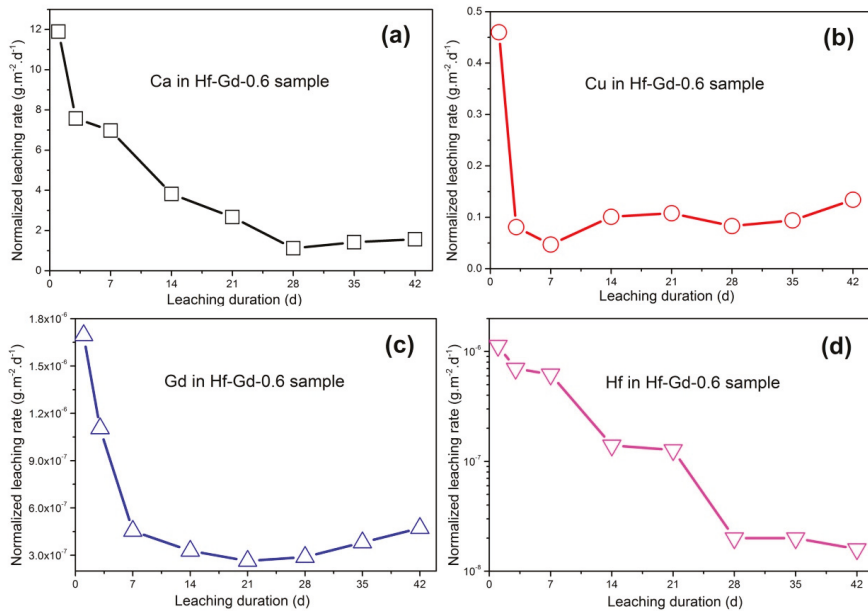 (a)
Ca in Hf-Gd-0.6 sample
Normalized leaching rate (g.m⁻².d⁻¹)
12
10
8
6
4
2
0
0 7 14 21 28 35 42
Leaching duration (d)
(b)
Cu in Hf-Gd-0.6 sample
Normalized leaching rate (g.m⁻².d⁻¹)
0.5
0.4
0.3
0.2
0.1
0.0
0 7 14 21 28 35 42
Leaching duration (d)
(c)
Gd in Hf-Gd-0.6 sample
Normalized leaching rate (g.m⁻².d⁻¹)
1.8x10⁻⁶
1.6x10⁻⁶
1.2x10⁻⁶
9.0x10⁻⁷
6.0x10⁻⁷
3.0x10⁻⁷
0 7 14 21 28 35 42
Leaching duration (d)
(d)
Hf in Hf-Gd-0.6 sample
Normalized leaching rate (g.m⁻².d⁻¹)
10⁻⁶
10⁻⁷
10⁻⁸
0 7 14 21 28 35 42
Leaching duration (d)